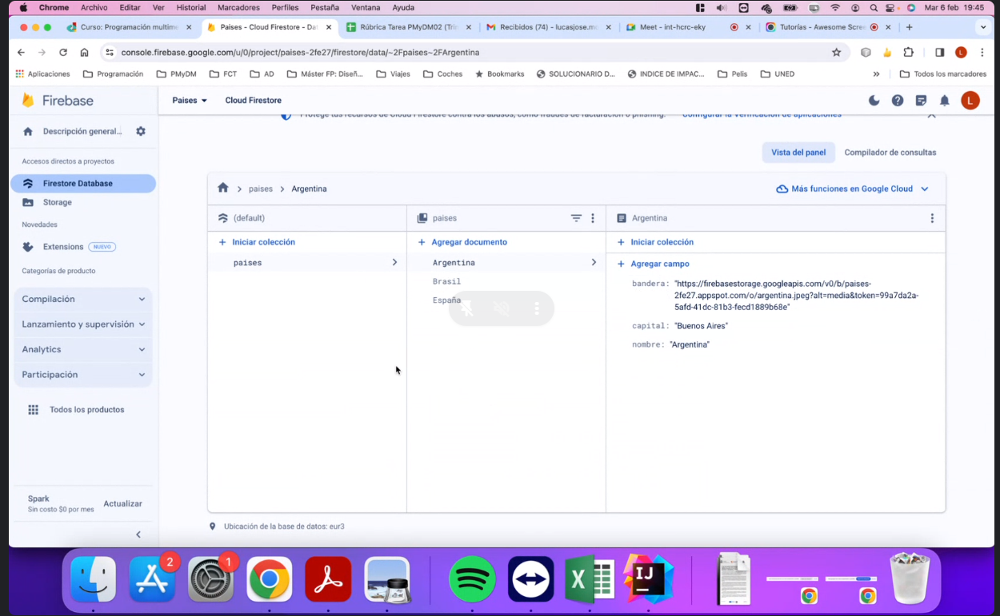 Chrome Archivo Editar Ver Historial Marcadores Perfiles Pestaña Ventana Ayuda Mar 6 feb 19:45
Curso: Programación multime Paises - Cloud Firestore - Dat Rúbrica Tarea PMyDM02 (Trim Recibidos (74) - lucasjose.mo Meet - int-hcrc-eky Tutorías - Awesome Scree
console.firebase.google.com/u/0/project/paises-2fe27/firestore/data/~2Fpaises~2FArgentina
Aplicaciones Programación PMyDM FCT AD Máster FP: Diseñ... Viajes Coches Bookmarks SOLUCIONARIO D... INDICE DE IMPAC... Pelis UNED » Todos los marcadores
Firebase Paises Cloud Firestore L
Protege tus recursos de Cloud Firestore contra los abusos, como fraudes de facturación o phishing. Configurar la verificación de aplicaciones
Descripción general...
Vista del panel Compilador de consultas
Accesos directos a proyectos
Firestore Database
Storage
Novedades
Extensions NUEVO
Categorías de producto
Compilación
Lanzamiento y supervisión
Analytics
Participación
Todos los productos
Spark
Sin costo $0 por mes
Actualizar
paises > Argentina
Más funciones en Google Cloud
(default)
Iniciar colección
paises
paises
Agregar documento
Argentina
Brasil
España
Argentina
Iniciar colección
Agregar campo
bandera: "https://firebasestorage.googleapis.com/v0/b/paises-
2fe27.appspot.com/o/argentina.jpeg?alt=media&token=99a7da2a-
5afd-41dc-81b3-fecd1889b68e"
capital: "Buenos Aires"
nombre: "Argentina"
Ubicación de la base de datos: eur3
2
1
IJ